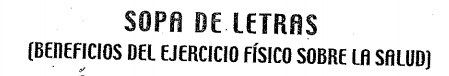 SOPA DE LETRAS
(BENEFICIOS DEL EJERCICIO FÍSICO SOBRE LA SALUD)